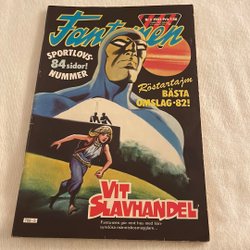 Fantomen
SPORTLOVS-
84 sidor!
NUMMER
Röstartajm
BÄSTA
OMSLAG-82!
VIT
SLAVHANDEL